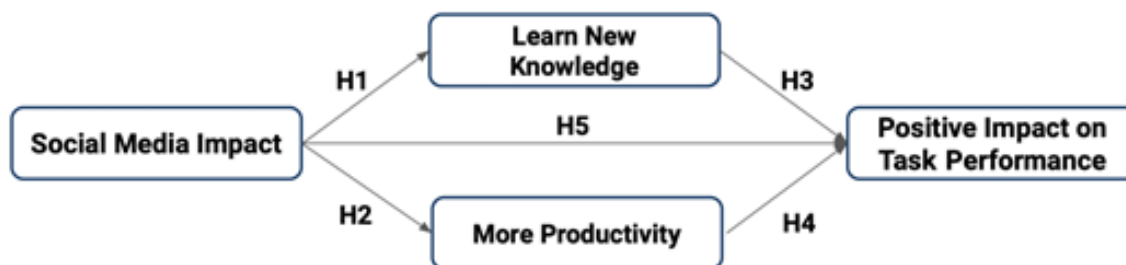 Learn New
Knowledge
H1
H3
Social Media Impact
H5
Positive Impact on
Task Performance
H2
More Productivity
H4